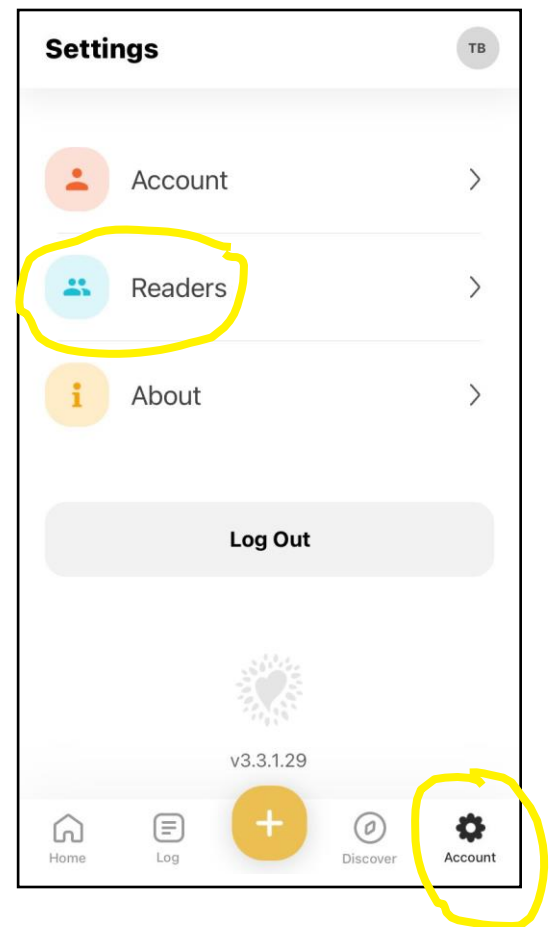 Settings
TB
Account
Readers
About
Log Out
v3.3.1.29
Home
Log
Discover
Account